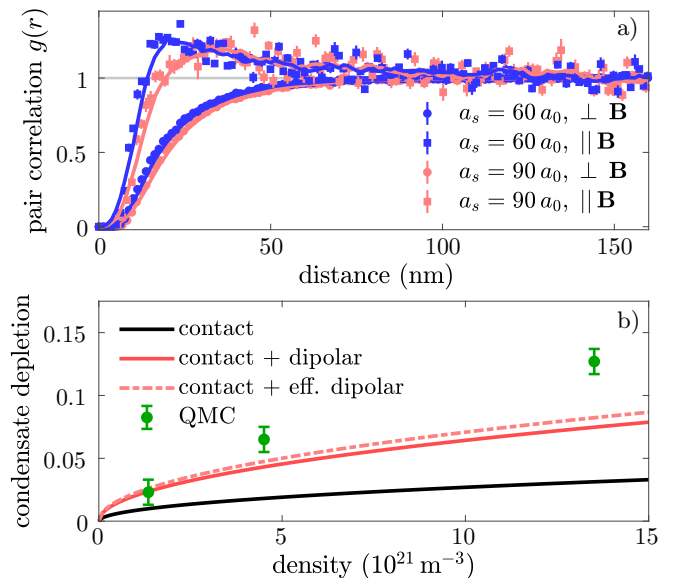 a)
pair correlation g(r)
1
0.5
0
a_s = 60 a_0, ⊥ B
a_s = 60 a_0, || B
a_s = 90 a_0, ⊥ B
a_s = 90 a_0, || B
0 50 100 150
distance (nm)
b)
condensate depletion
0.15
0.1
0.05
0
contact
contact + dipolar
contact + eff. dipolar
QMC
0 5 10 15
density (10^21 m^-3)